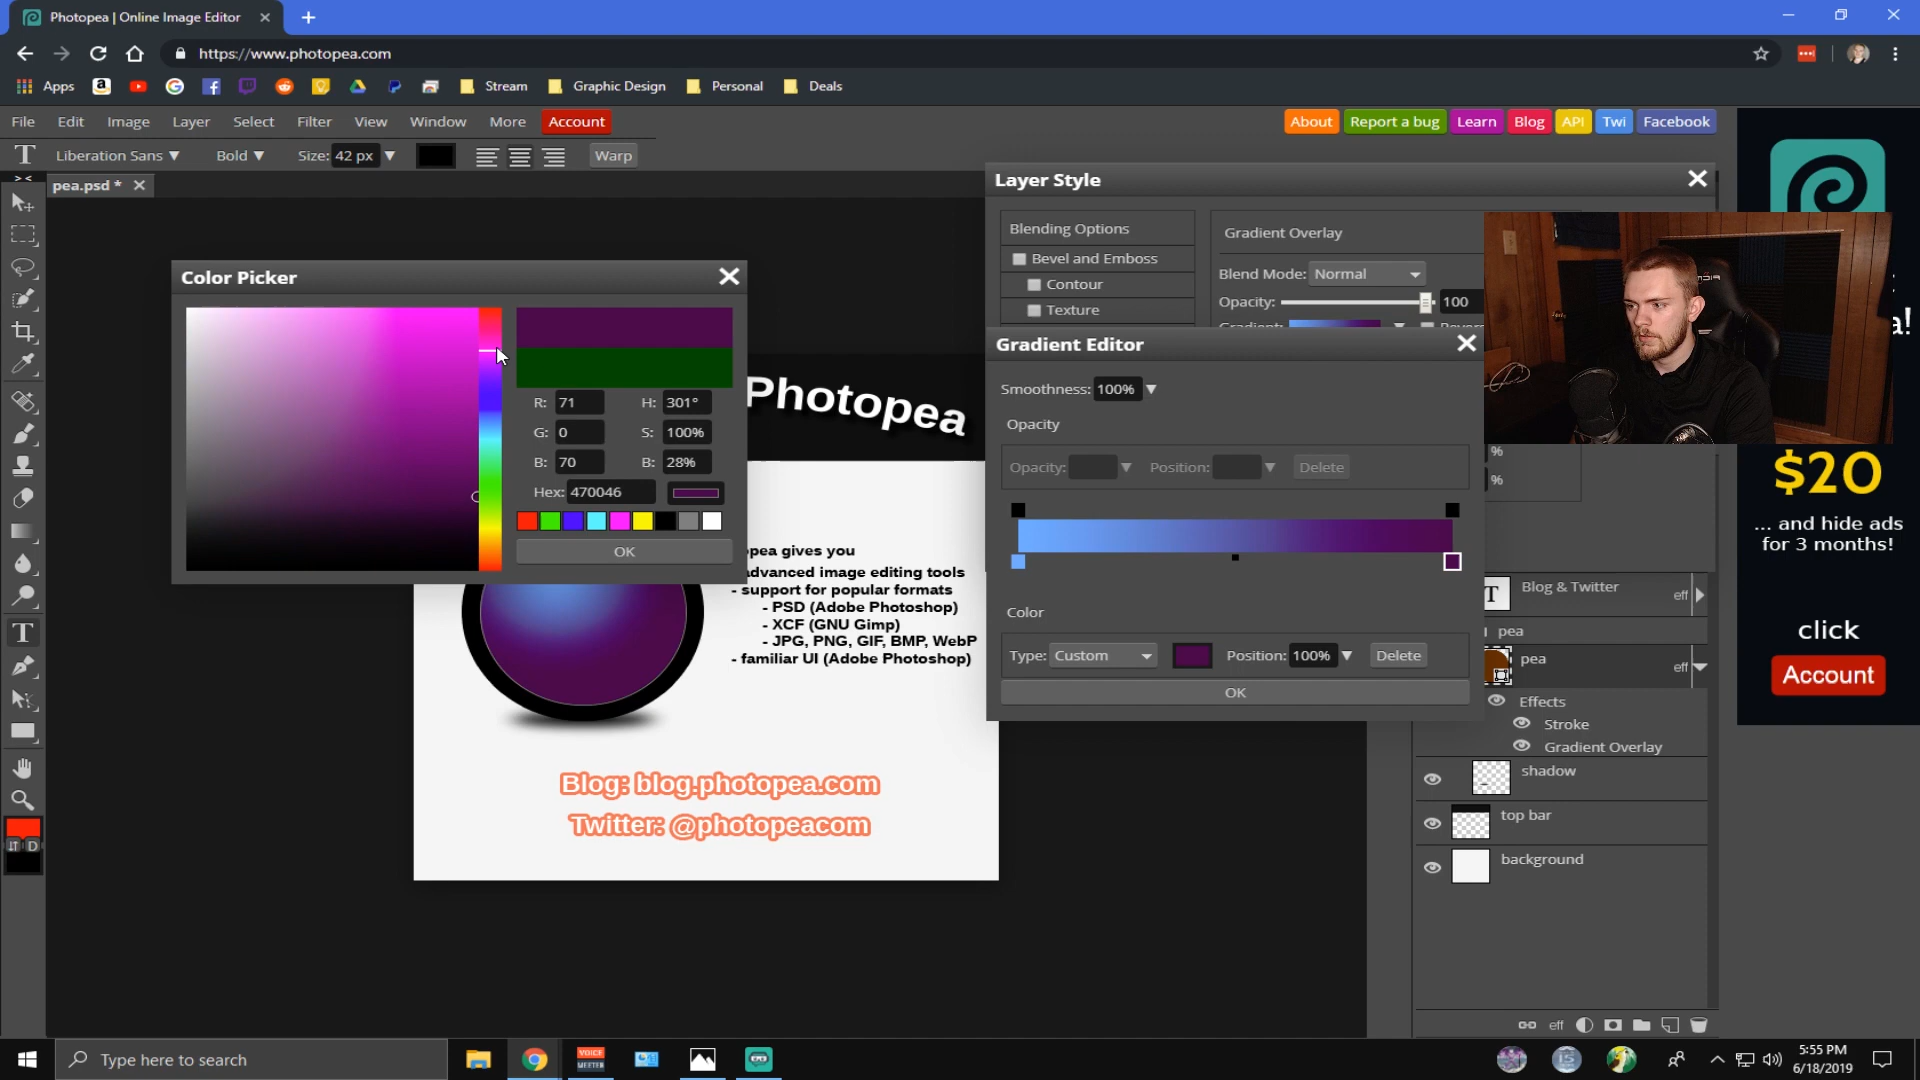 Photopea | Online Image Editor
https://www.photopea.com
Apps
Stream
Graphic Design
Personal
Deals
File Edit Image Layer Select Filter View Window More Account
About Report a bug Learn Blog API Twi Facebook
T Liberation Sans Bold Size: 42 px Warp
pea.psd *
Layer Style
Blending Options
Bevel and Emboss
Contour
Texture
Gradient Overlay
Blend Mode: Normal
Opacity: 100
Color Picker
R: 71 H: 301°
G: 0 S: 100%
B: 70 B: 28%
Hex: 470046
OK
Gradient Editor
Smoothness: 100%
Opacity
Opacity: Position: Delete
Color
Type: Custom Position: 100% Delete
OK
%
%
Photopea
pea gives you
advanced image editing tools
- support for popular formats
- PSD (Adobe Photoshop)
- XCF (GNU Gimp)
- JPG, PNG, GIF, BMP, WebP
- familiar UI (Adobe Photoshop)
Blog: blog.photopea.com
Twitter: @photopeacom
T Blog & Twitter eff
pea
pea eff
Effects
Stroke
Gradient Overlay
shadow
top bar
background
eff
a!
$20
... and hide ads
for 3 months!
click
Account
T
D
Type here to search
VOICE
MEETER
5:55 PM
6/18/2019